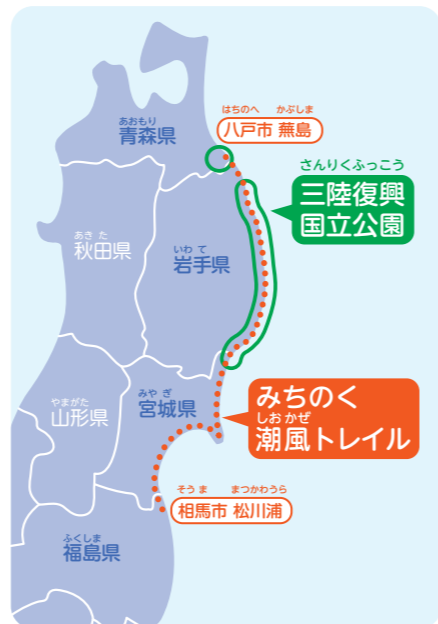 あおもり
青森県
はちのへ かぶしま
八戸市 蕪島
さんりくふっこう
三陸復興
国立公園
あきた
秋田県
いわて
岩手県
みちのく
しおかぜ
潮風トレイル
やまがた
山形県
みやぎ
宮城県
そうま まつかわうら
相馬市 松川浦
ふくしま
福島県